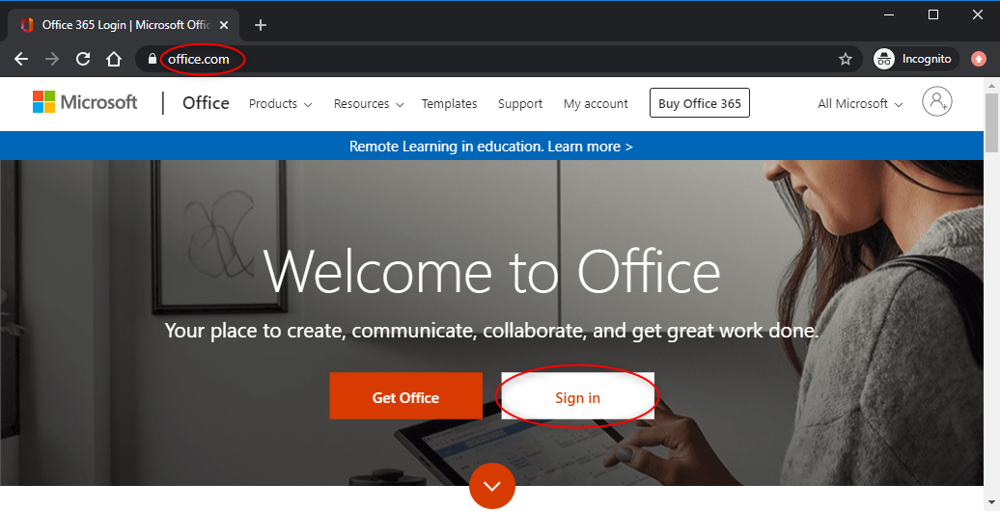 Office 365 Login | Microsoft Offic
office.com
Incognito
Microsoft | Office Products Resources Templates Support My account Buy Office 365 All Microsoft
Remote Learning in education. Learn more >
Welcome to Office
Your place to create, communicate, collaborate, and get great work done.
Get Office Sign in